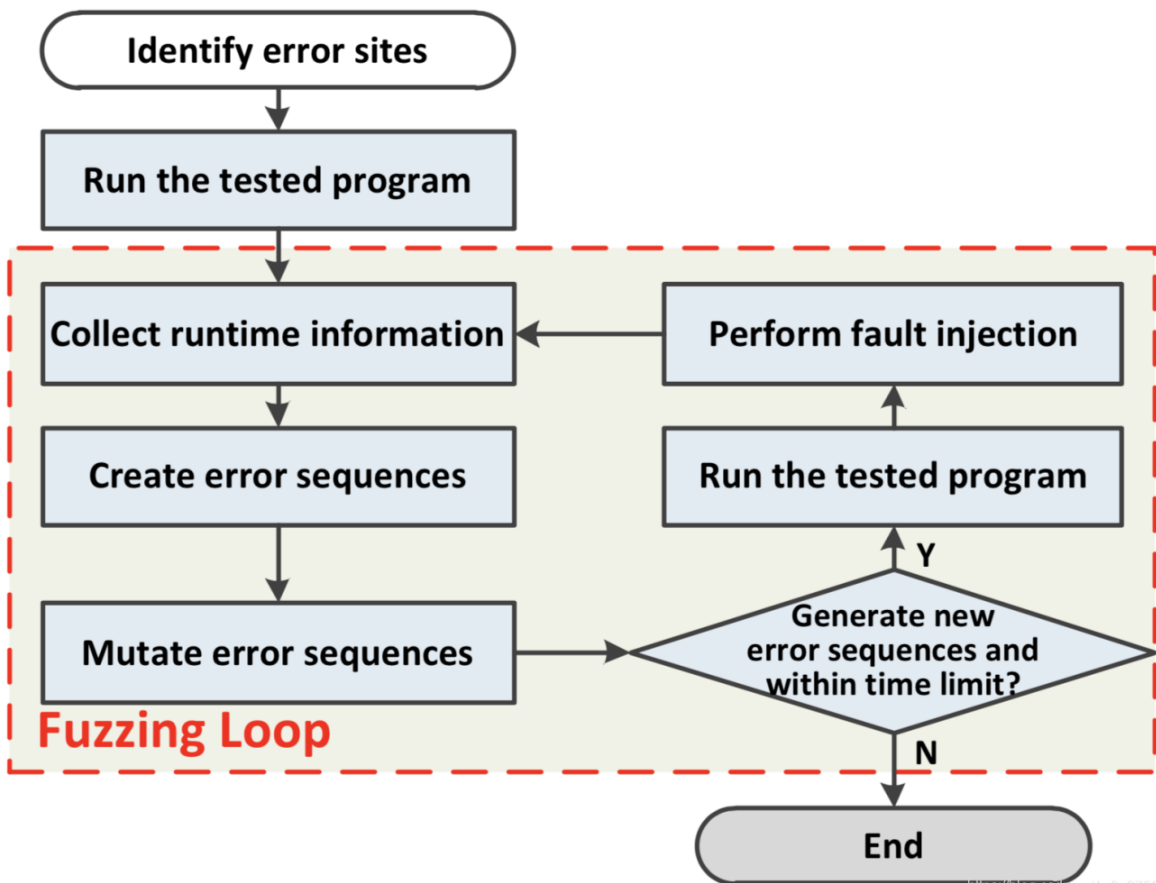 Identify error sites
Run the tested program
Collect runtime information
Perform fault injection
Create error sequences
Run the tested program
Y
Mutate error sequences
Generate new
error sequences and
within time limit?
Fuzzing Loop
N
End